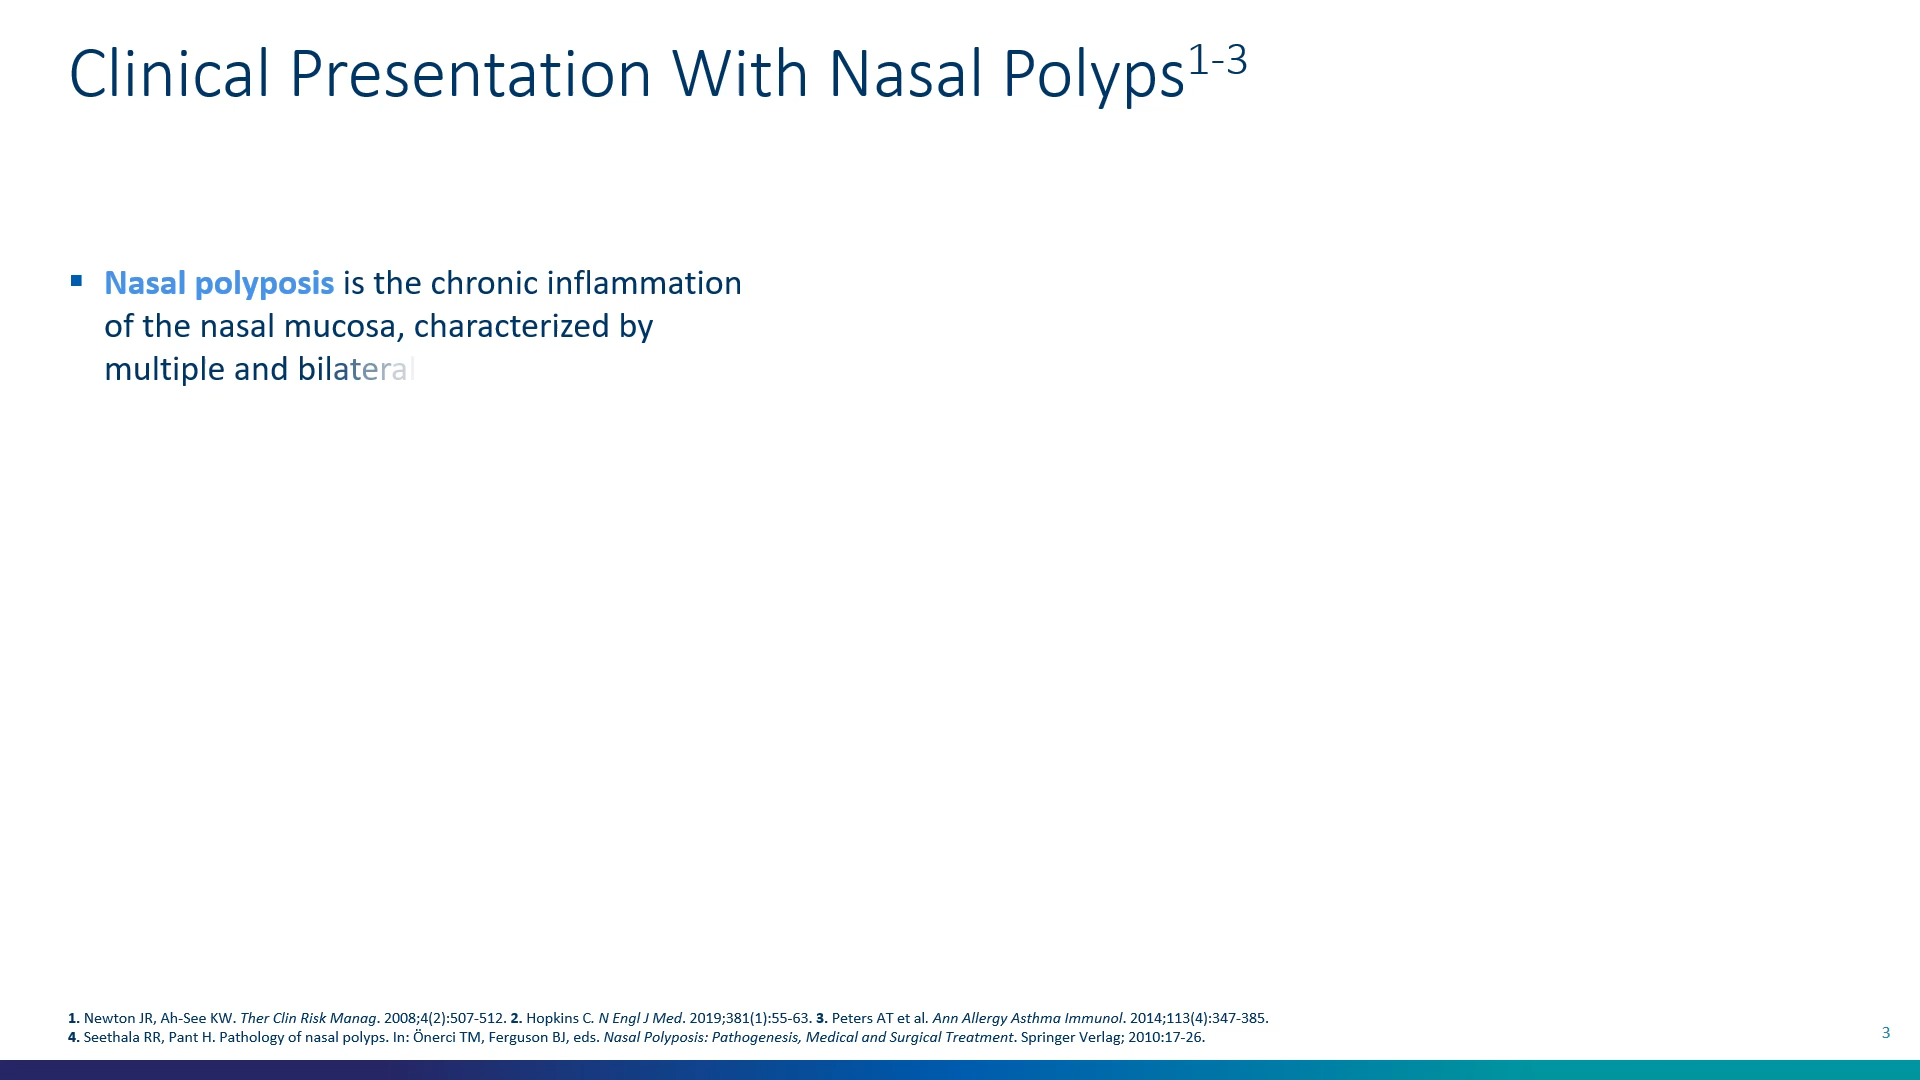 Clinical Presentation With Nasal Polyps1-3
▪ Nasal polyposis is the chronic inflammation
of the nasal mucosa, characterized by
multiple and bilateral
1. Newton JR, Ah-See KW. Ther Clin Risk Manag. 2008;4(2):507-512. 2. Hopkins C. N Engl J Med. 2019;381(1):55-63. 3. Peters AT et al. Ann Allergy Asthma Immunol. 2014;113(4):347-385.
4. Seethala RR, Pant H. Pathology of nasal polyps. In: Önerci TM, Ferguson BJ, eds. Nasal Polyposis: Pathogenesis, Medical and Surgical Treatment. Springer Verlag; 2010:17-26.
3